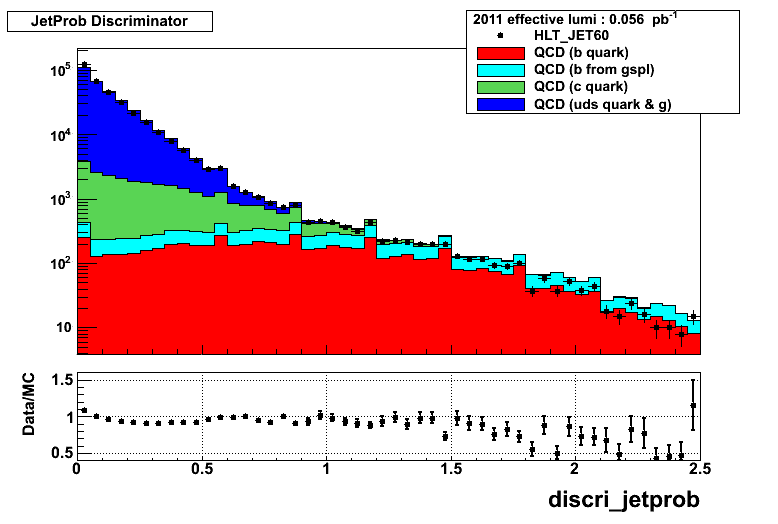 JetProb Discriminator
2011 effective lumi : 0.056 pb-1
HLT_JET60
QCD (b quark)
QCD (b from gspl)
QCD (c quark)
QCD (uds quark & g)
10^5
10^4
10^3
10^2
10
Data/MC
1.5
1
0.5
0 0.5 1 1.5 2 2.5
discri_jetprob